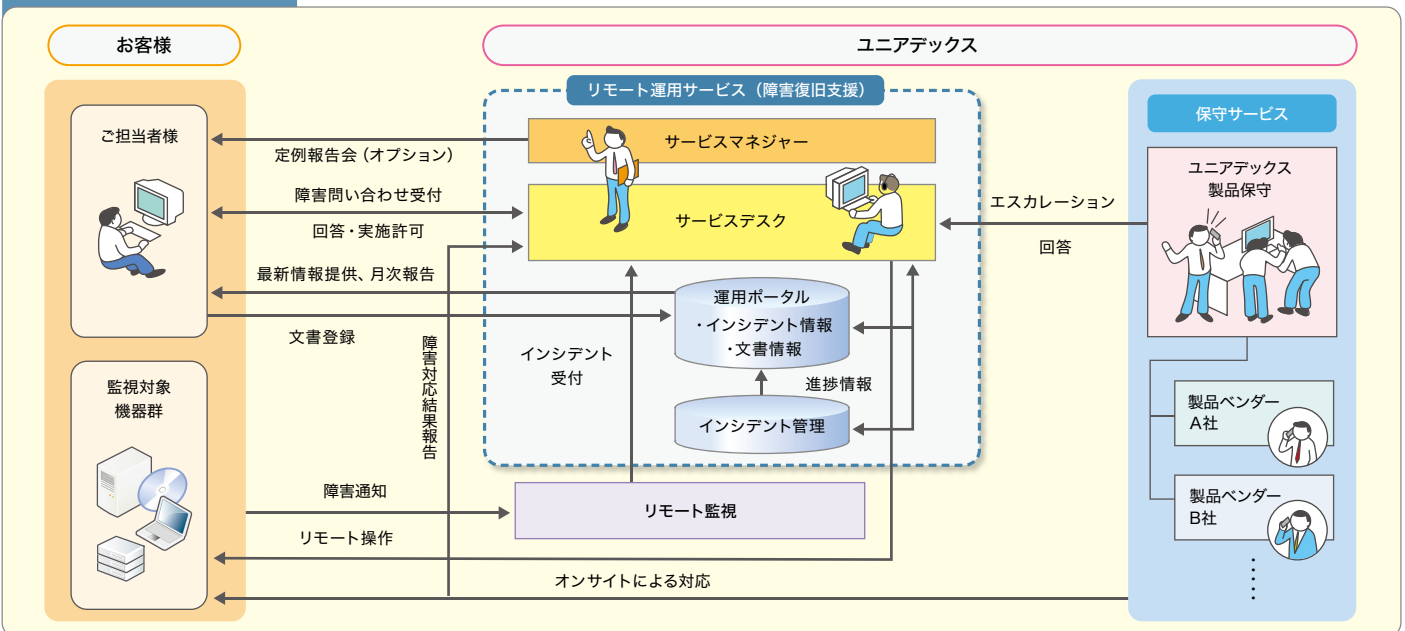 お客様
ユニアデックス
リモート運用サービス（障害復旧支援）
保守サービス
ご担当者様
サービスマネジャー
定例報告会（オプション）
ユニアデックス
製品保守
障害問い合わせ受付
サービスデスク
エスカレーション
回答・実施許可
回答
最新情報提供、月次報告
運用ポータル
・インシデント情報
・文書情報
文書登録
障害対応結果報告
インシデント
受付
進捗情報
監視対象
機器群
インシデント管理
製品ベンダー
A社
障害通知
リモート監視
製品ベンダー
B社
リモート操作
オンサイトによる対応